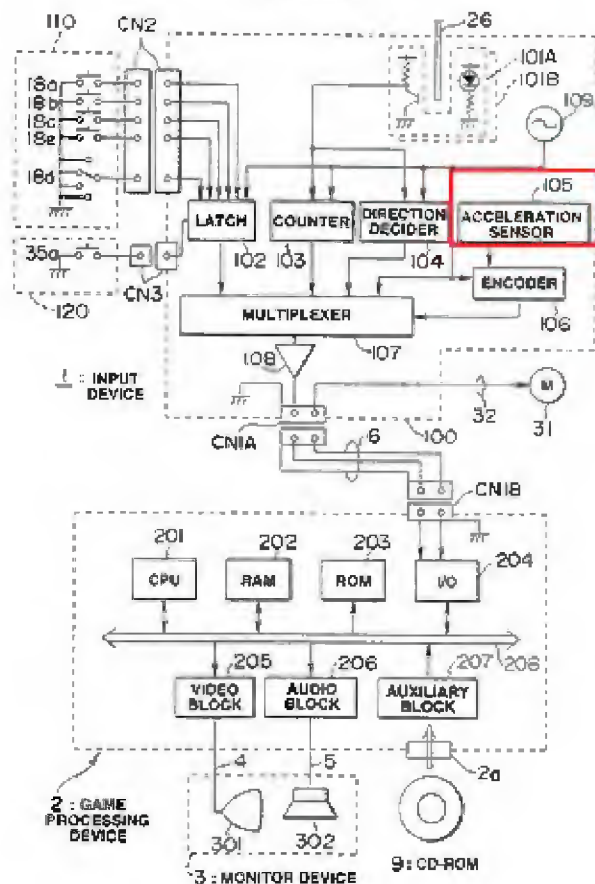 110
CN2
26
101A
101B
109
18a
18b
18c
18e
18d
105
LATCH
COUNTER
DIRECTION DECIDER
ACCLERATION SENSOR
102
103
104
35
CN3
120
ENCODER
106
MULTIPLEXER
107
108
1 : INPUT DEVICE
M
CN1A
100
32
31
6
CN1B
201
202
203
204
CPU
RAM
ROM
I/O
205
206
207
208
VIDEO BLOCK
AUDIO BLOCK
AUXILIARY BLOCK
4
5
2a
2 : GAME PROCESSING DEVICE
301
302
9 : CD-ROM
3 : MONITOR DEVICE